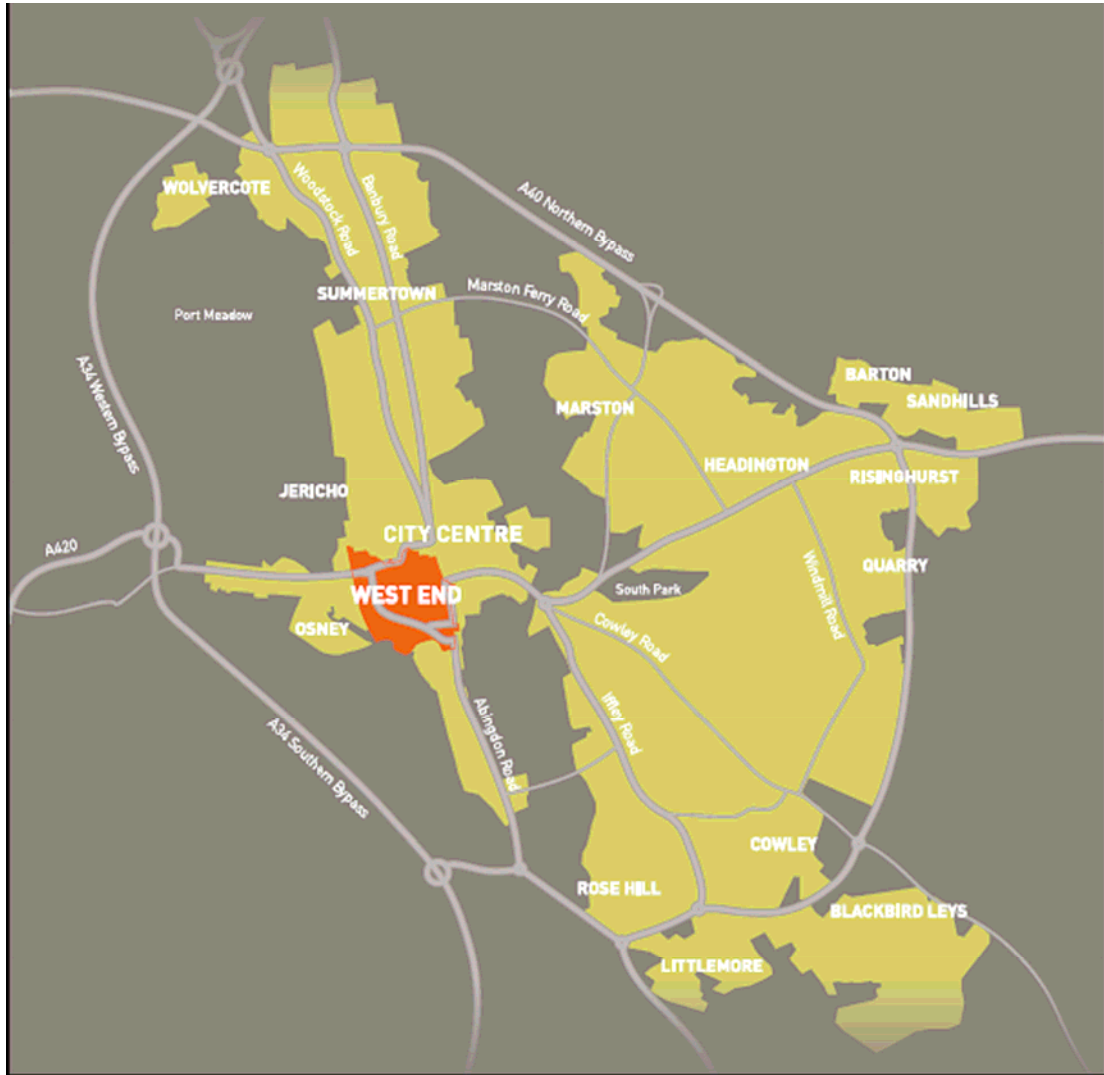 WOLVERCOTE
Woodstock Road
Banbury Road
A40 Northern Bypass
SUMMERTOWN
Marston Ferry Road
Port Meadow
A34 Western Bypass
BARTON
SANDHILLS
MARSTON
HEADINGTON
RISINGHURST
JERICHO
CITY CENTRE
A420
WEST END
South Park
Windmill Road
QUARRY
OSNEY
Cowley Road
Iffley Road
Abingdon Road
A34 Southern Bypass
COWLEY
ROSE HILL
BLACKBIRD LEYS
LITTLEMORE